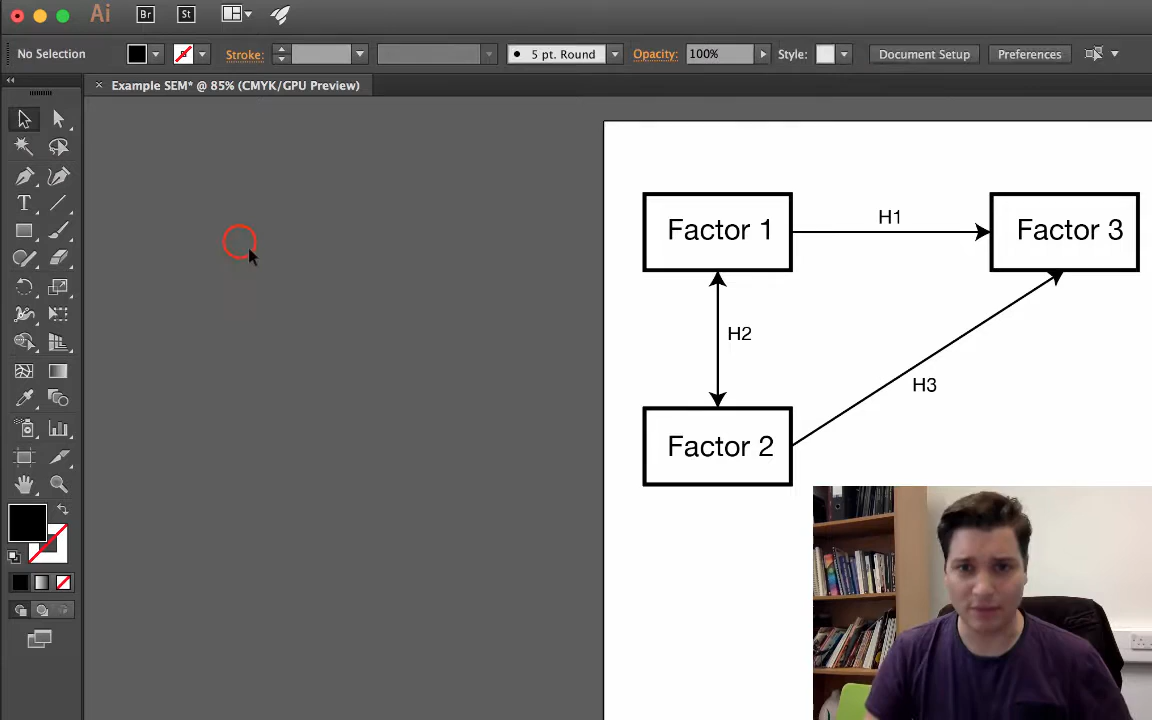 Ai Br St
No Selection Stroke: 5 pt. Round Opacity: 100% Style: Document Setup Preferences
× Example SEM* @ 85% (CMYK/GPU Preview)
T
Factor 1 H1 Factor 3
H2
H3
Factor 2